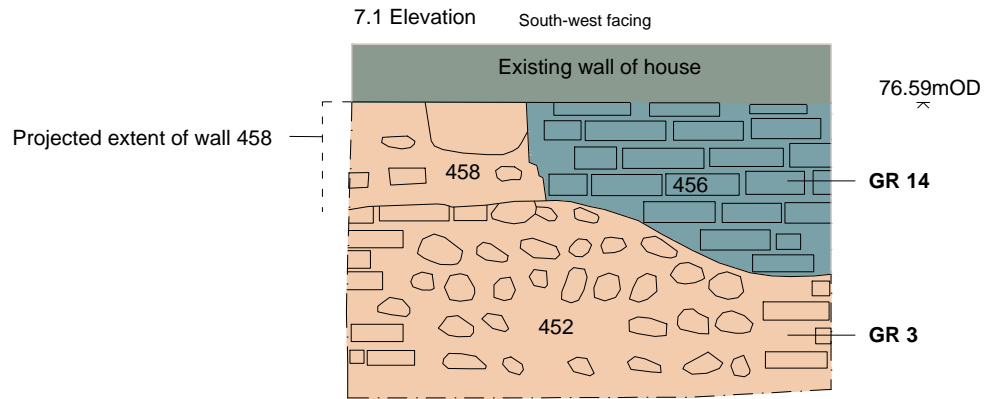 7.1 Elevation South-west facing
Existing wall of house
76.59mOD
Projected extent of wall 458
458
456
GR 14
452
GR 3